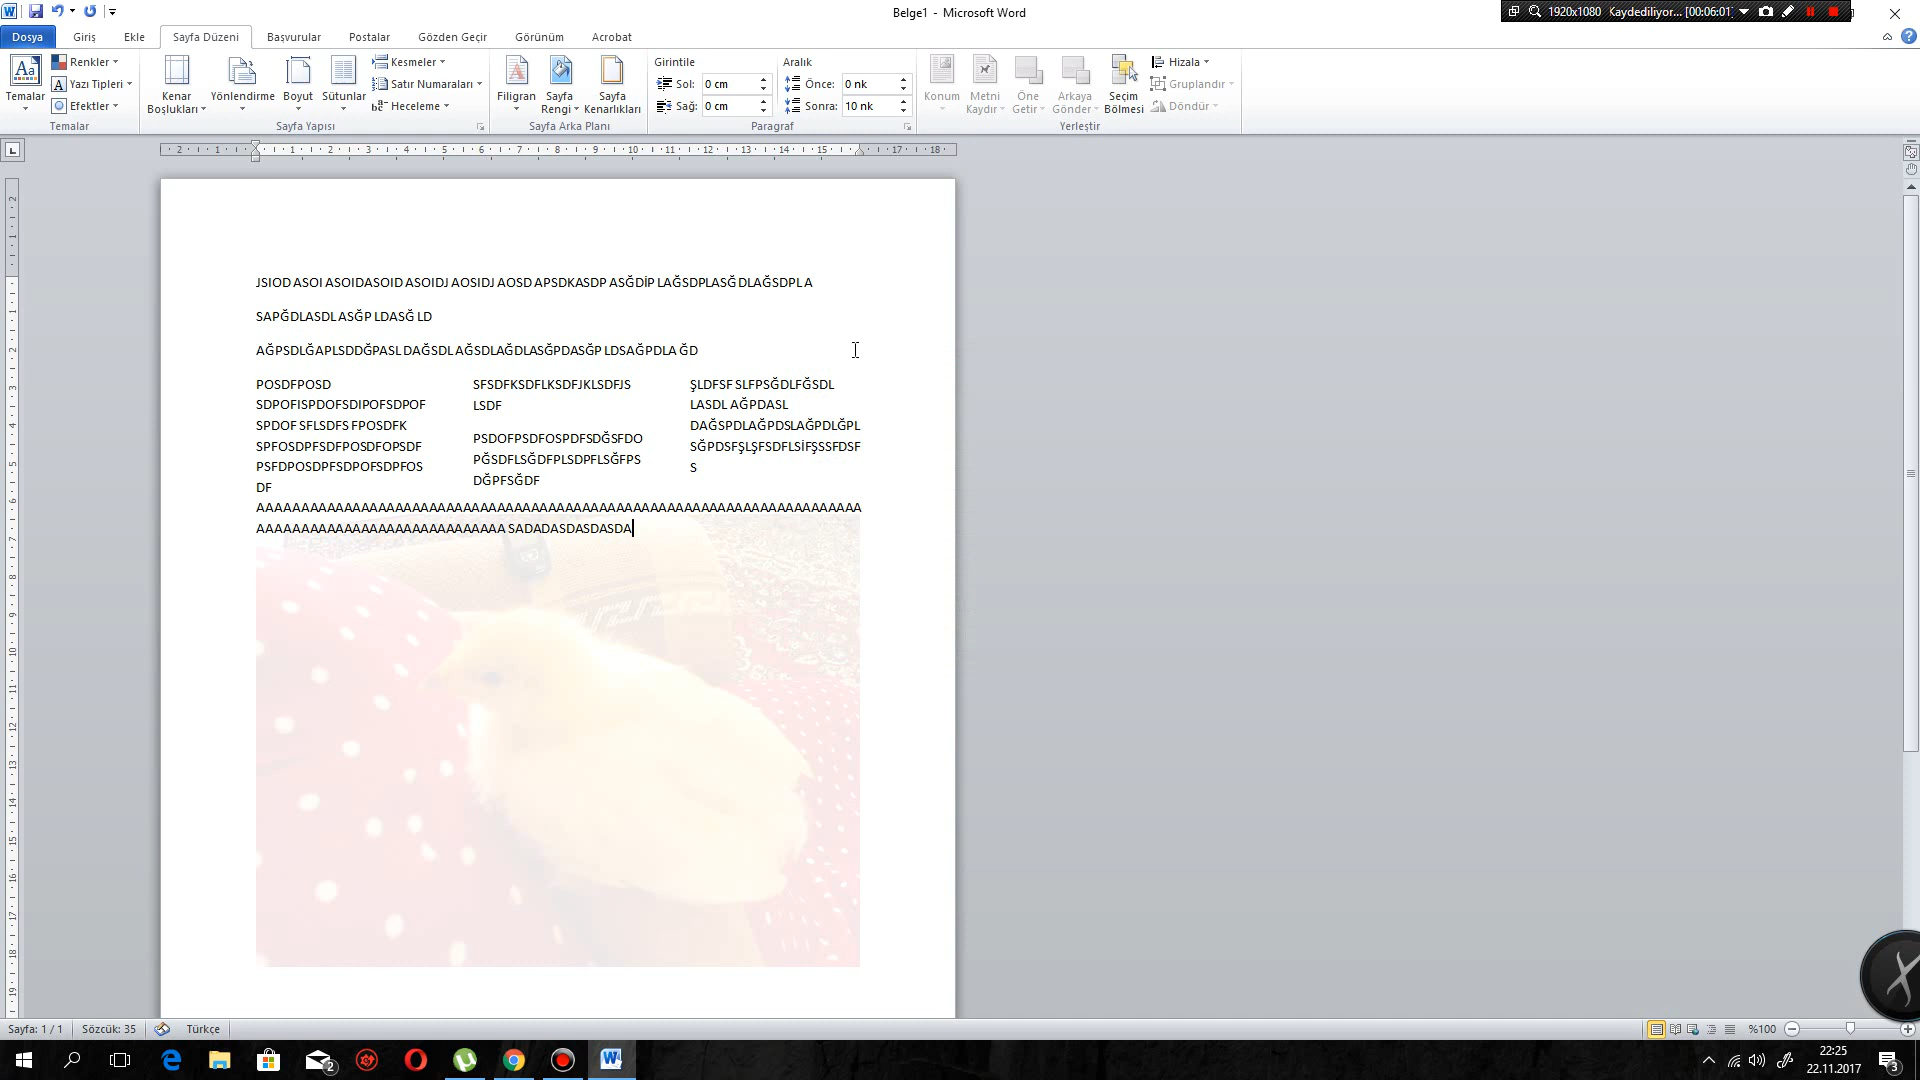 Belge1 - Microsoft Word
1920x1080 Kaydediliyor... [00:06:01]
Dosya Giriş Ekle Sayfa Düzeni Başvurular Postalar Gözden Geçir Görünüm Acrobat
Temalar
Renkler
Yazı Tipleri
Efektler
Temalar
Kenar Boşlukları
Yönlendirme
Boyut
Sütunlar
Kesmeler
Satır Numaraları
Heceleme
Sayfa Yapısı
Filigran
Sayfa Rengi
Sayfa Kenarlıkları
Sayfa Arka Planı
Girintile
Sol: 0 cm
Sağ: 0 cm
Aralık
Önce: 0 nk
Sonra: 10 nk
Paragraf
Konum
Metni Kaydır
Öne Getir
Arkaya Gönder
Seçim Bölmesi
Hizala
Gruplandır
Döndür
Yerleştir
JSIOD ASOI ASOIDASOID ASOIDJ AOSIDJ AOSD APSDKASDP ASĞDİP LAĞSDPLASĞ DLAĞSDPL A
SAPĞDLASDL ASĞP LDASĞ LD
AĞPSDLĞAPLSDDĞPASL DAĞSDL AĞSDLAĞDLASĞPDASĞP LDSAĞPDLA ĞD
POSDFPOSD
SDPOFISPDOFSDIPOFSDPOF
SPDOF SFLSDFS FPOSDFK
SPFOSDPFSDFPOSDFOPSDF
PSFDPOSDPFSDPOFSDPFOS
DF
SFSDFKSDFLKSDFJKLSDFJS
LSDF
PSDOFPSDFOSPDFSDĞSFDO
PĞSDFLSĞDFPLSDPFLSĞFPS
DĞPFSĞDF
ŞLDFSF SLFPSĞDLFĞSDL
LASDL AĞPDASL
DAĞSPDLAĞPDSLAĞPDLĞPL
SĞPDSFŞLŞFSDFLSİFŞSSFDSF
S
AAAAAAAAAAAAAAAAAAAAAAAAAAAAAAAAAAAAAAAAAAAAAAAAAAAAAAAAAAAAAAAAAAAA
AAAAAAAAAAAAAAAAAAAAAAAAAAAA SADADASDASDASDA
Sayfa: 1 / 1 Sözcük: 35 Türkçe
%100
22:25
22.11.2017